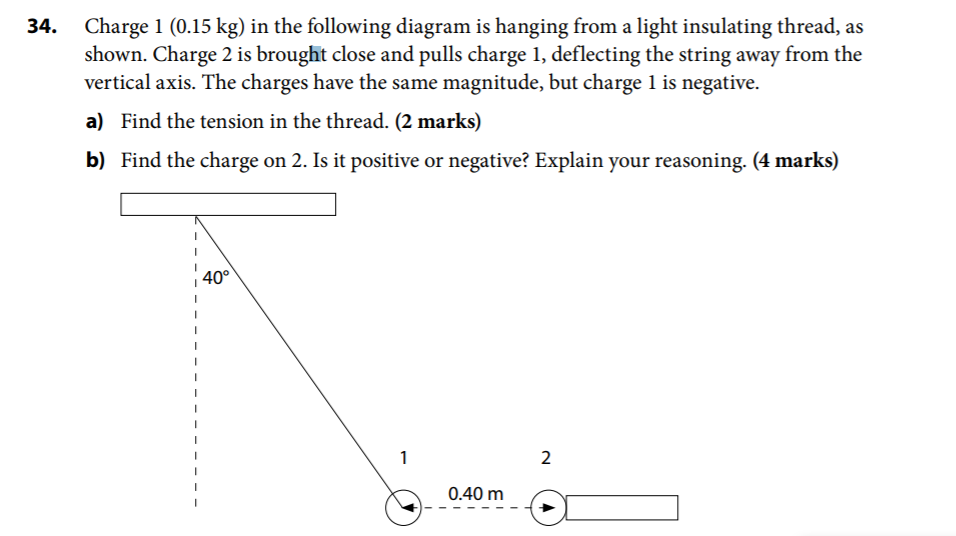 34. Charge 1 (0.15 kg) in the following diagram is hanging from a light insulating thread, as
shown. Charge 2 is brought close and pulls charge 1, deflecting the string away from the
vertical axis. The charges have the same magnitude, but charge 1 is negative.
a) Find the tension in the thread. (2 marks)
b) Find the charge on 2. Is it positive or negative? Explain your reasoning. (4 marks)
40°
1
2
0.40 m